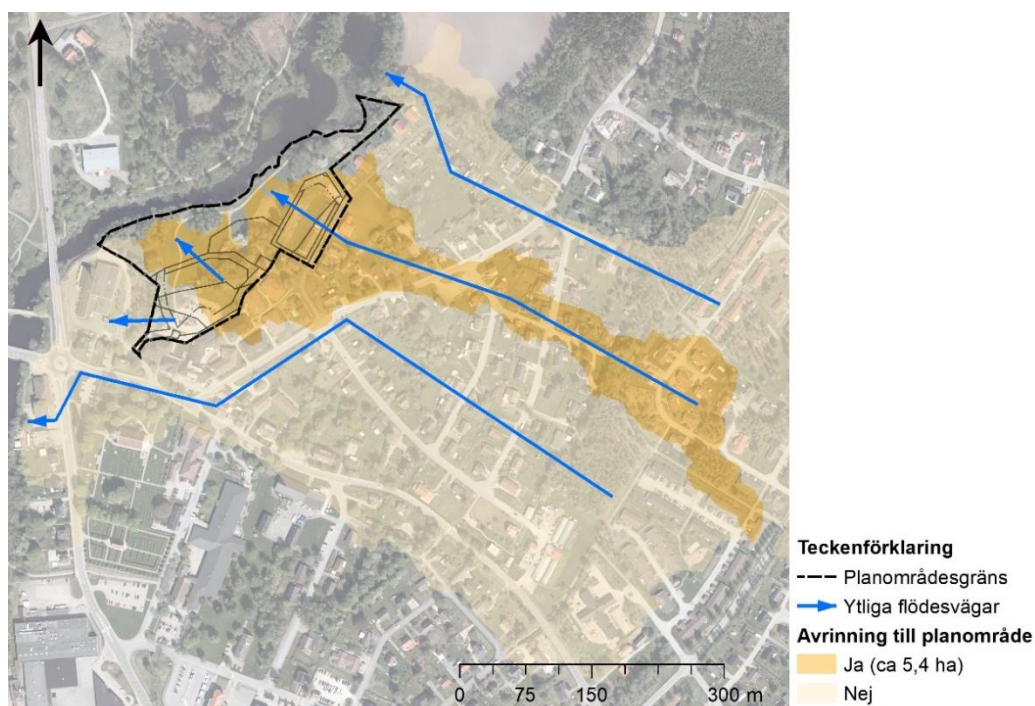 Teckenförklaring
Planområdesgräns
Ytliga flödesvägar
Avrinning till planområde
Ja (ca 5,4 ha)
Nej
0 75 150 300 m